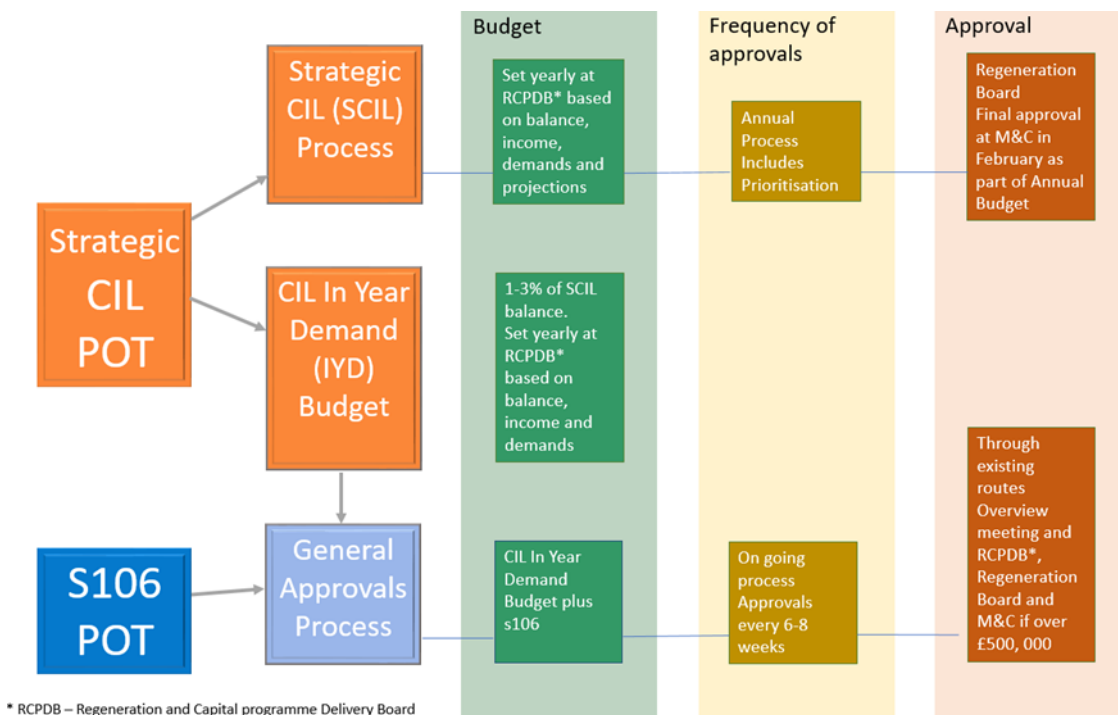 Budget
Frequency of
approvals
Approval
Strategic
CIL (SCIL)
Process
Set yearly at
RCPDB* based
on balance,
income,
demands and
projections
Annual
Process
Includes
Prioritisation
Regeneration
Board
Final approval
at M&C in
February as
part of Annual
Budget
Strategic
CIL
POT
CIL In Year
Demand
(IYD)
Budget
1-3% of SCIL
balance.
Set yearly at
RCPDB*
based on
balance,
income and
demands
S106
POT
General
Approvals
Process
CIL In Year
Demand
Budget plus
s106
On going
process
Approvals
every 6-8
weeks
Through
existing
routes
Overview
meeting and
RCPDB*,
Regeneration
Board and
M&C if over
£500, 000
* RCPDB – Regeneration and Capital programme Delivery Board